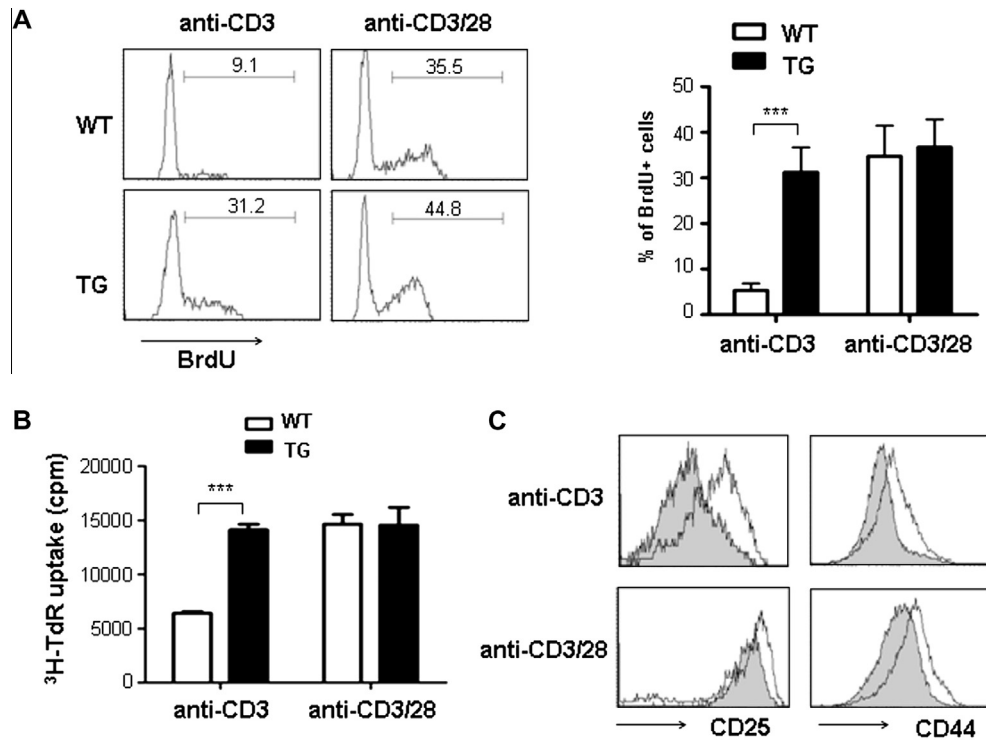 A
anti-CD3
anti-CD3/28
WT
9.1
35.5
TG
31.2
44.8
BrdU
WT
TG
% of BrdU+ cells
50
40
30
20
10
0
***
anti-CD3
anti-CD3/28
B
WT
TG
³H-TdR uptake (cpm)
20000
15000
10000
5000
0
***
anti-CD3
anti-CD3/28
C
anti-CD3
anti-CD3/28
CD25
CD44